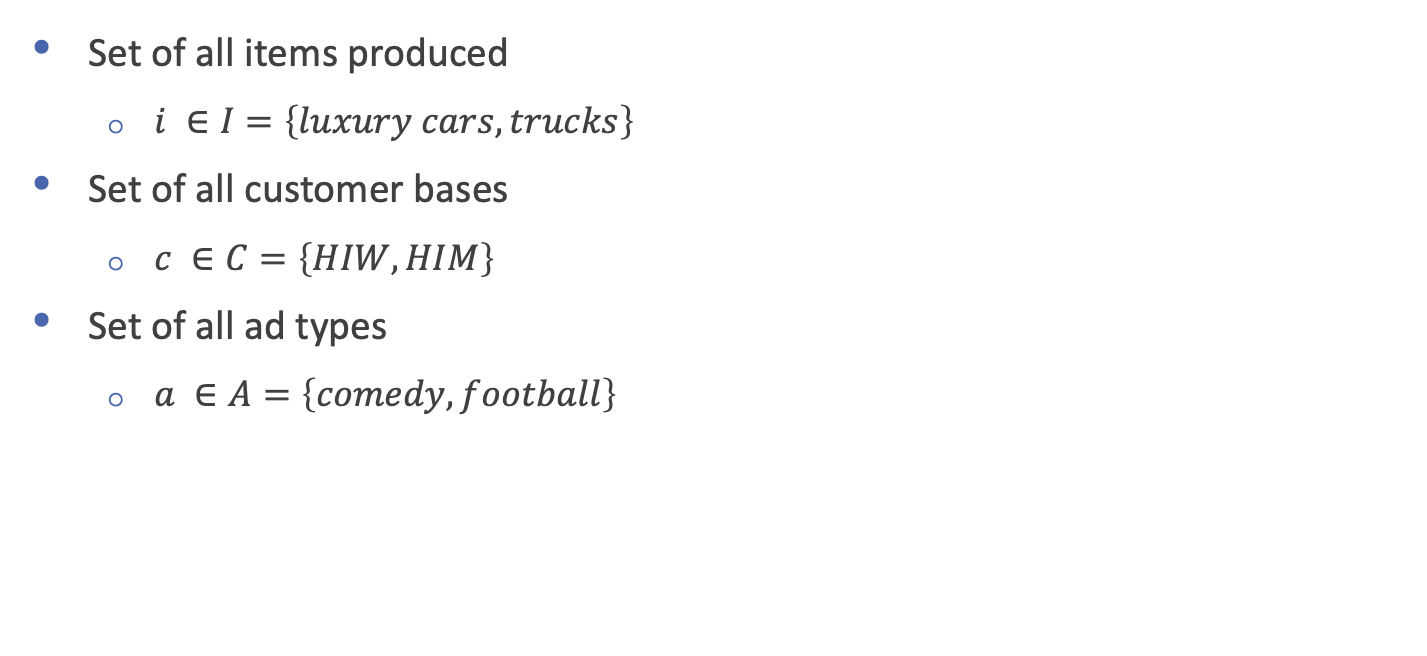 • Set of all items produced
○ i ∈ I = {luxury cars, trucks}
• Set of all customer bases
○ c ∈ C = {HIW, HIM}
• Set of all ad types
○ a ∈ A = {comedy, football}